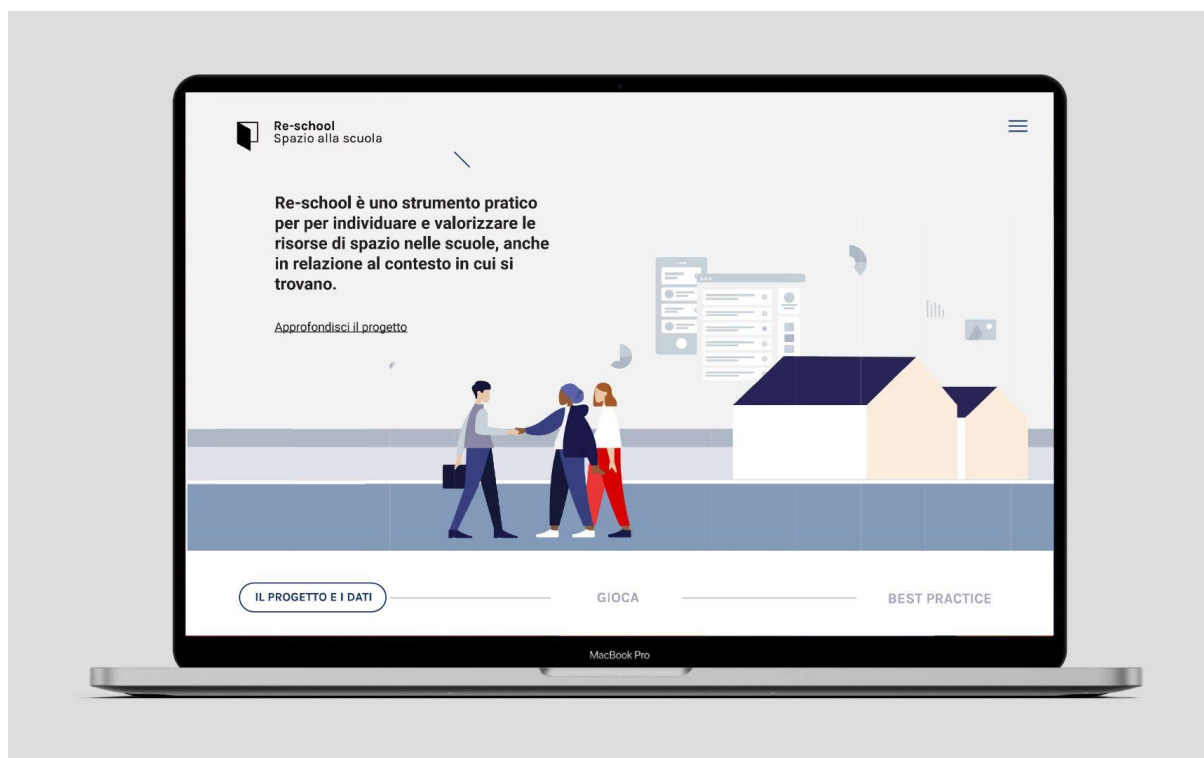 Re-school
Spazio alla scuola
Re-school è uno strumento pratico
per per individuare e valorizzare le
risorse di spazio nelle scuole, anche
in relazione al contesto in cui si
trovano.
Approfondisci il progetto
IL PROGETTO E I DATI
GIOCA
BEST PRACTICE
MacBook Pro